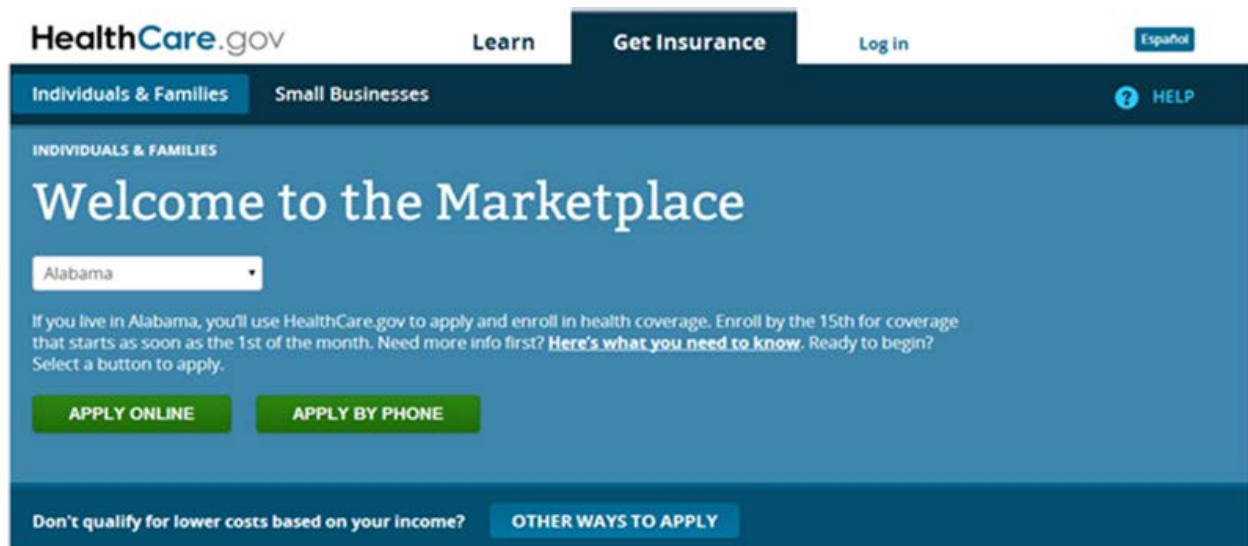 HealthCare.gov Learn Get Insurance Log in Español
Individuals & Families Small Businesses ? HELP
INDIVIDUALS & FAMILIES
Welcome to the Marketplace
Alabama
If you live in Alabama, you'll use HealthCare.gov to apply and enroll in health coverage. Enroll by the 15th for coverage
that starts as soon as the 1st of the month. Need more info first? Here's what you need to know. Ready to begin?
Select a button to apply.
APPLY ONLINE APPLY BY PHONE
Don't qualify for lower costs based on your income? OTHER WAYS TO APPLY